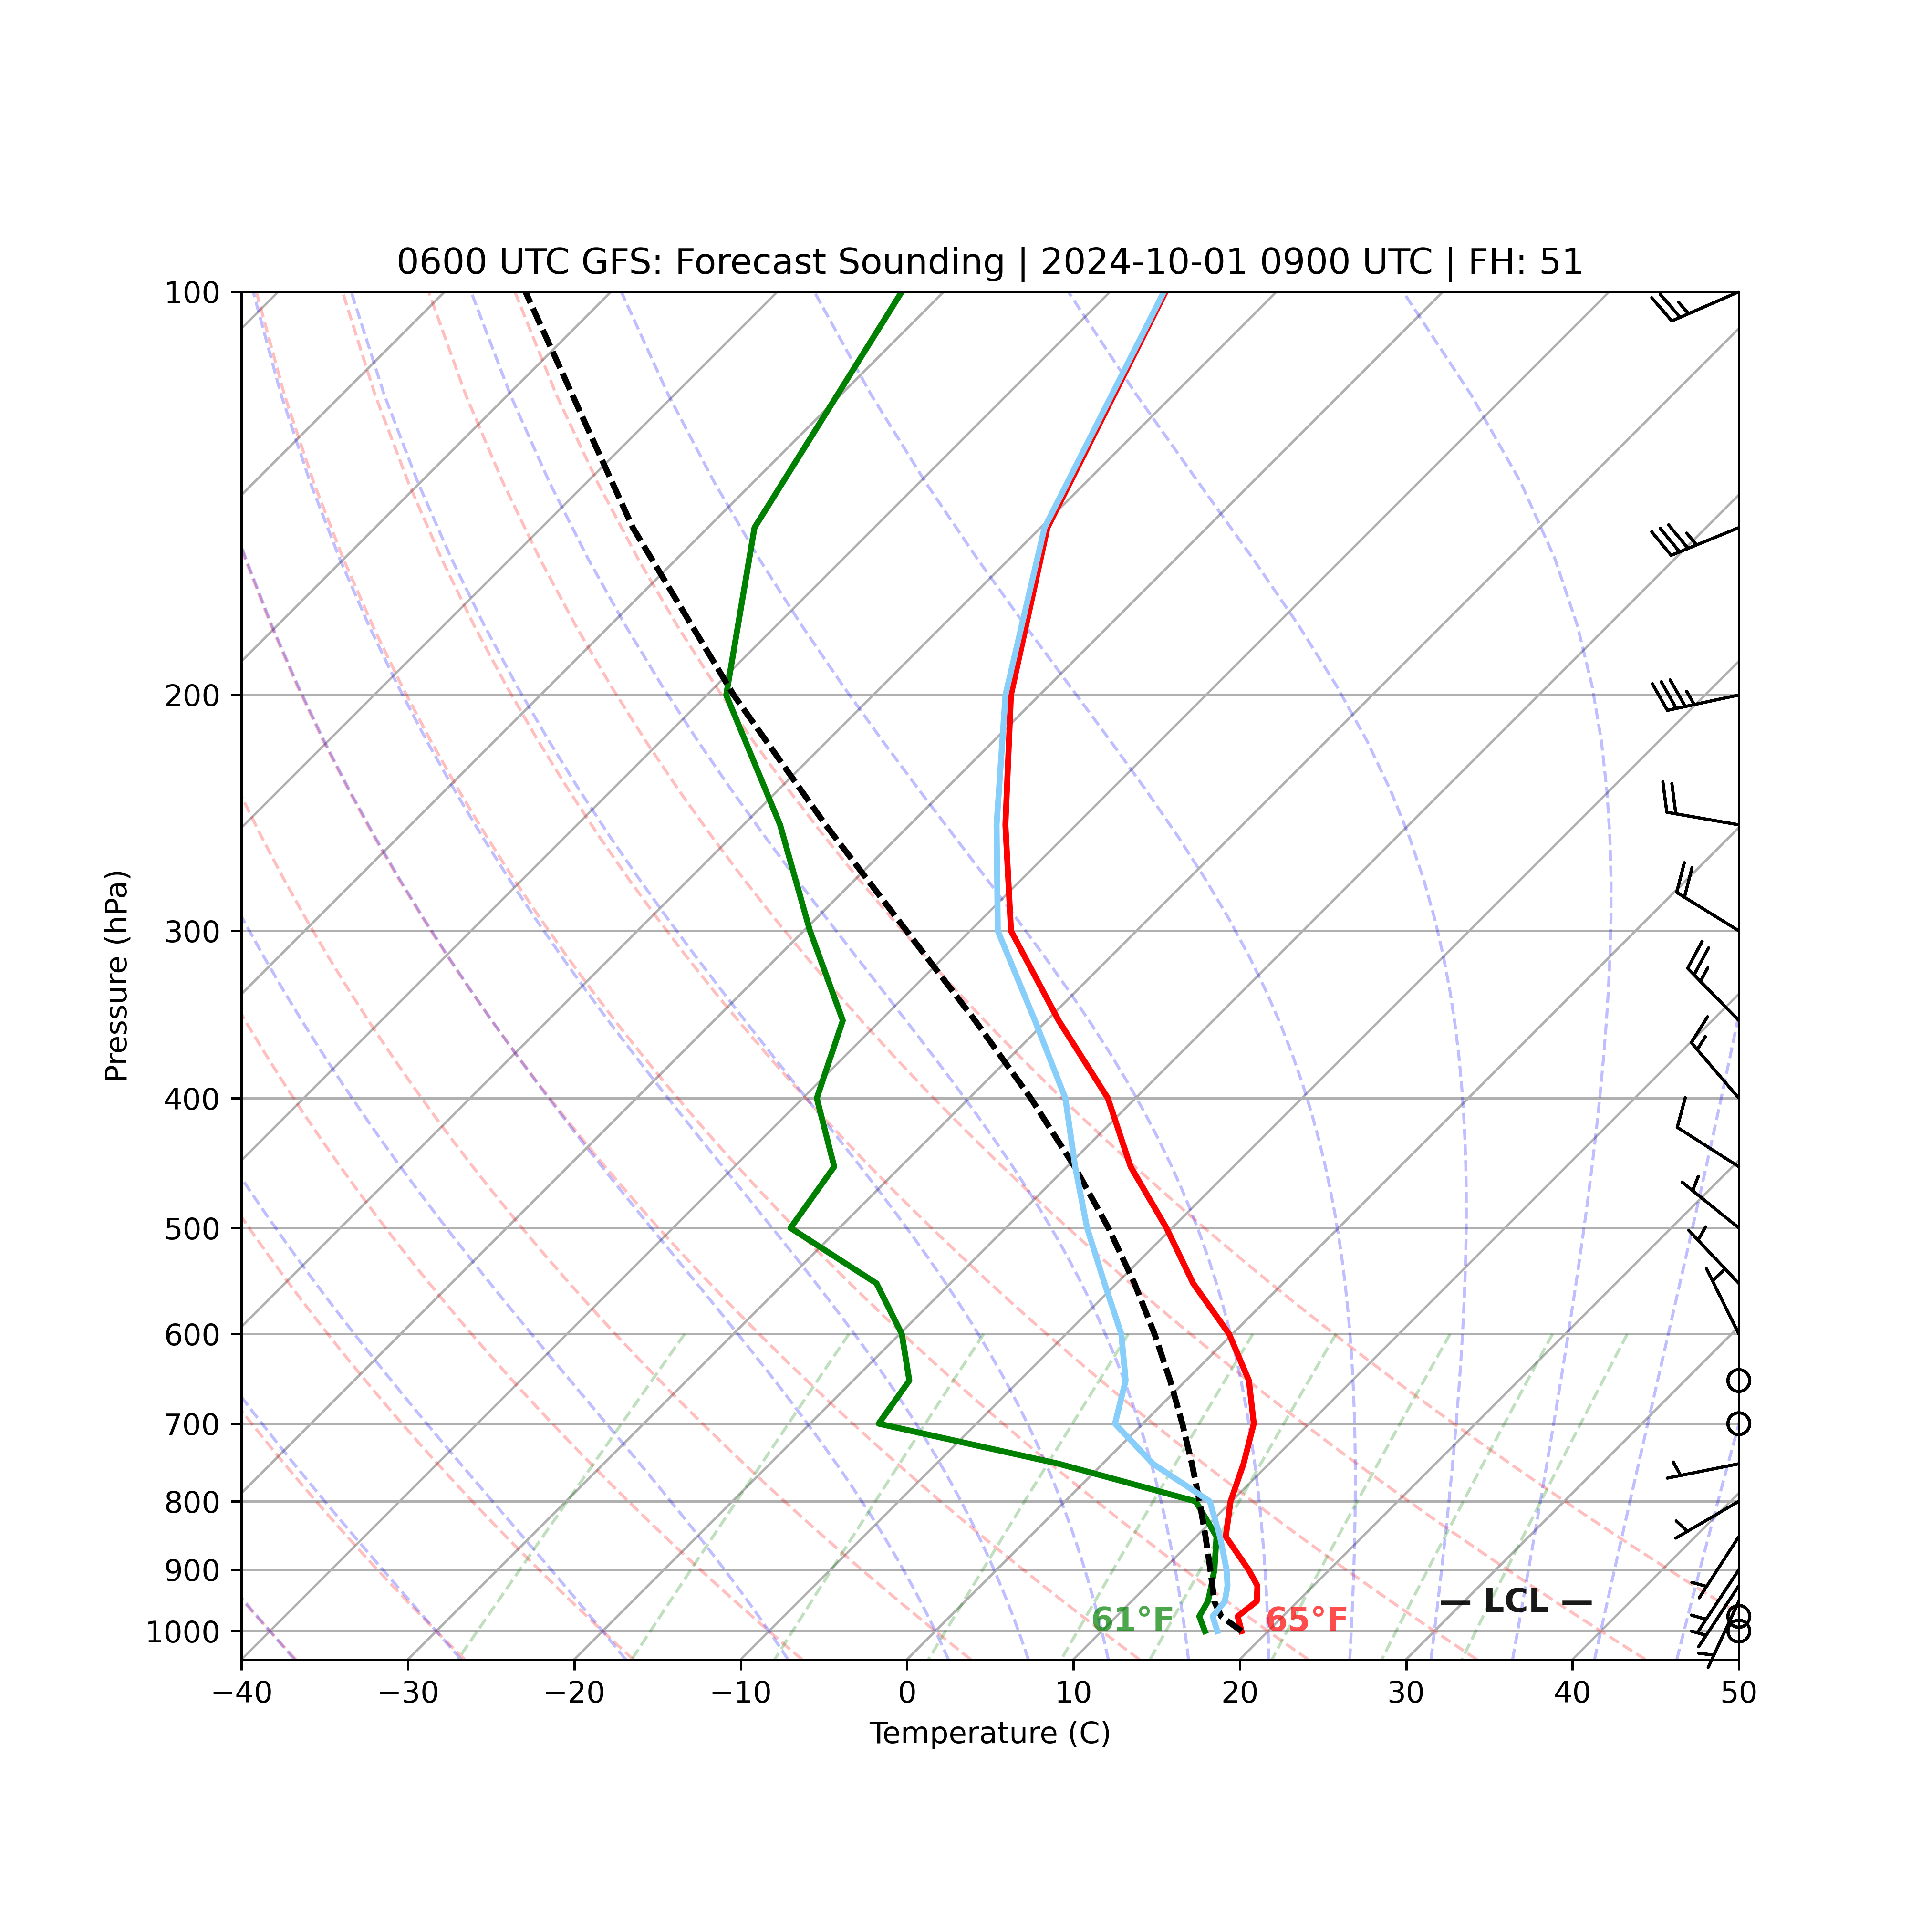 0600 UTC GFS: Forecast Sounding | 2024-10-01 0900 UTC | FH: 51
100
200
300
400
500
600
700
800
900
1000
Pressure (hPa)
— LCL —
61°F
65°F
−40 −30 −20 −10 0 10 20 30 40 50
Temperature (C)